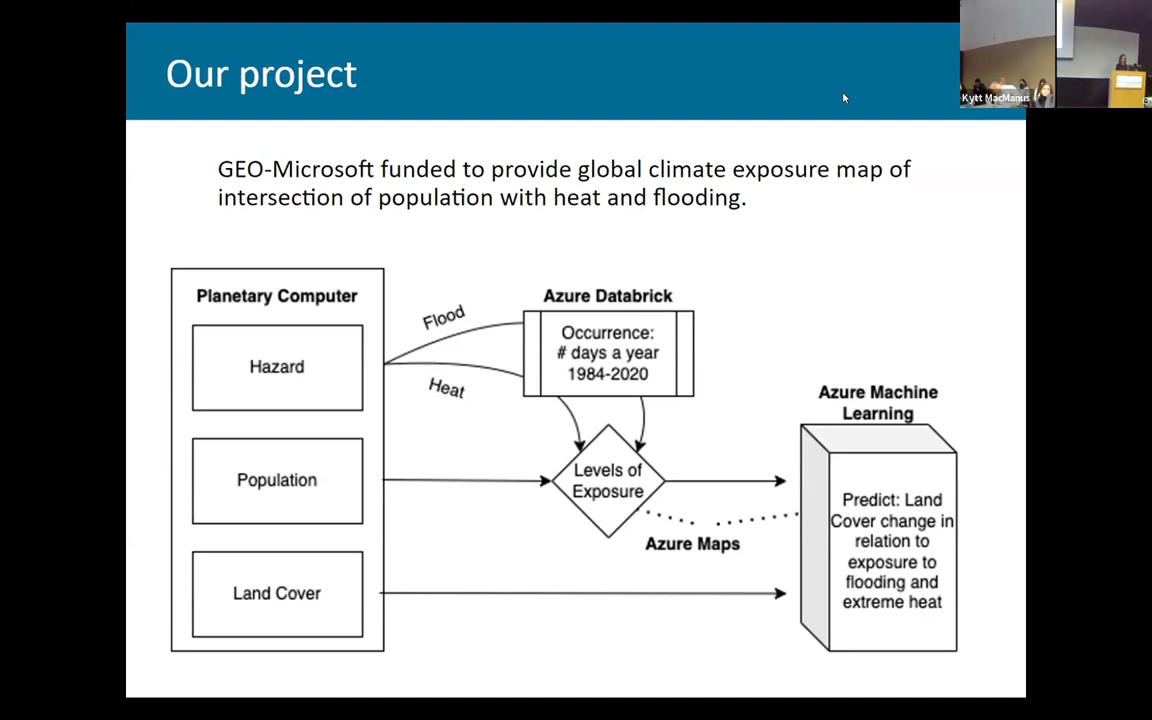 Our project
Kytt MacManus
GEO-Microsoft funded to provide global climate exposure map of
intersection of population with heat and flooding.
Planetary Computer
Hazard
Population
Land Cover
Flood
Heat
Azure Databrick
Occurrence:
# days a year
1984-2020
Levels of
Exposure
Azure Maps
Azure Machine
Learning
Predict: Land
Cover change in
relation to
exposure to
flooding and
extreme heat